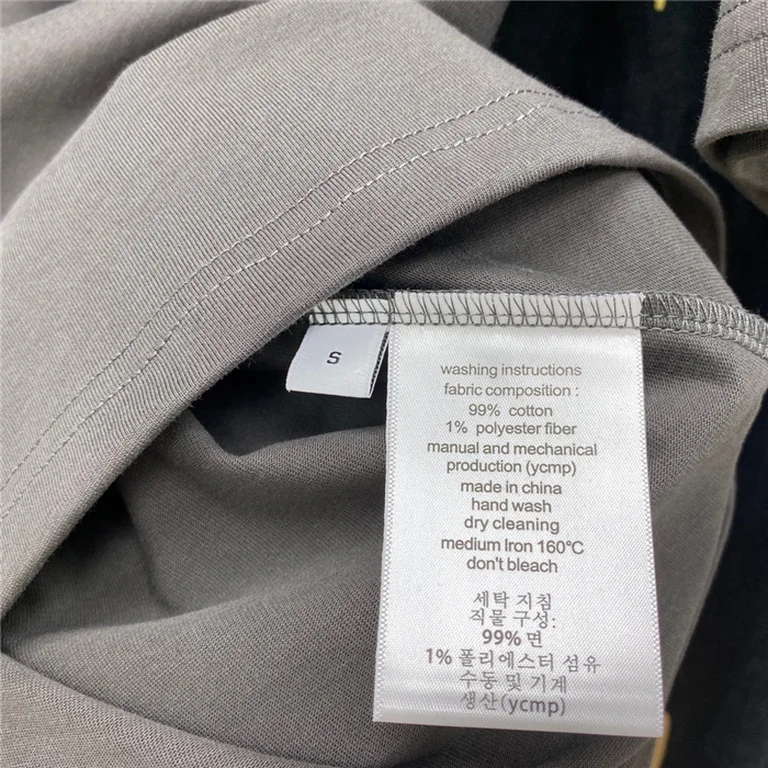 S
washing instructions
fabric composition :
99% cotton
1% polyester fiber
manual and mechanical
production (ycmp)
made in china
hand wash
dry cleaning
medium Iron 160°C
don't bleach
세탁 지침
직물 구성:
99% 면
1% 폴리에스터 섬유
수동 및 기계
생산(ycmp)